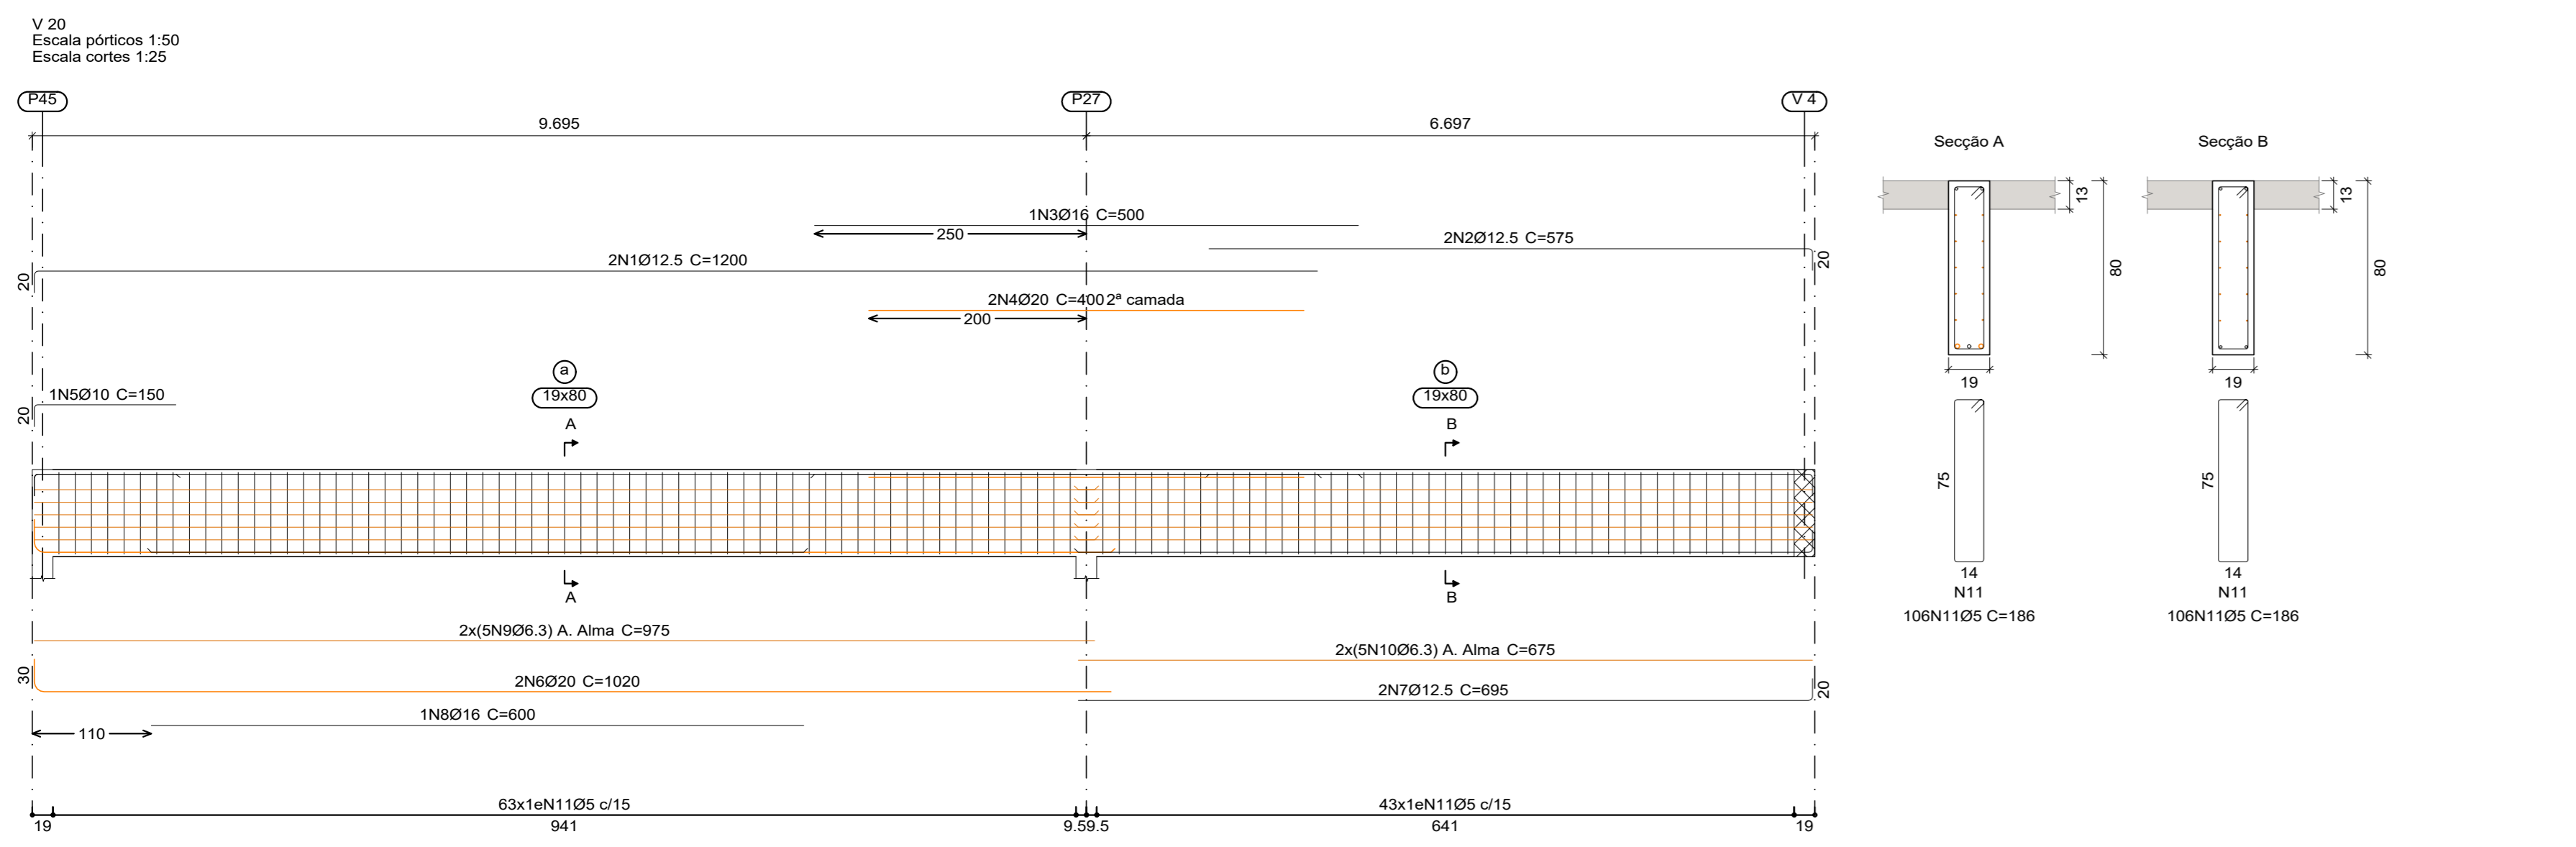 V 20
Escala pórticos 1:50
Escala cortes 1:25
P45
P27
V 4
9.695
6.697
Secção A
Secção B
13
80
13
80
1N3Ø16 C=500
250
2N2Ø12.5 C=575
20
2N1Ø12.5 C=1200
20
2N4Ø20 C=400 2ª camada
200
a
19x80
A
b
19x80
B
1N5Ø10 C=150
20
19
19
75
75
14
14
N11
N11
106N11Ø5 C=186
106N11Ø5 C=186
A
B
2x(5N9Ø6.3) A. Alma C=975
2x(5N10Ø6.3) A. Alma C=675
30
2N6Ø20 C=1020
2N7Ø12.5 C=695
20
1N8Ø16 C=600
110
63x1eN11Ø5 c/15
43x1eN11Ø5 c/15
19
941
9.59.5
641
19